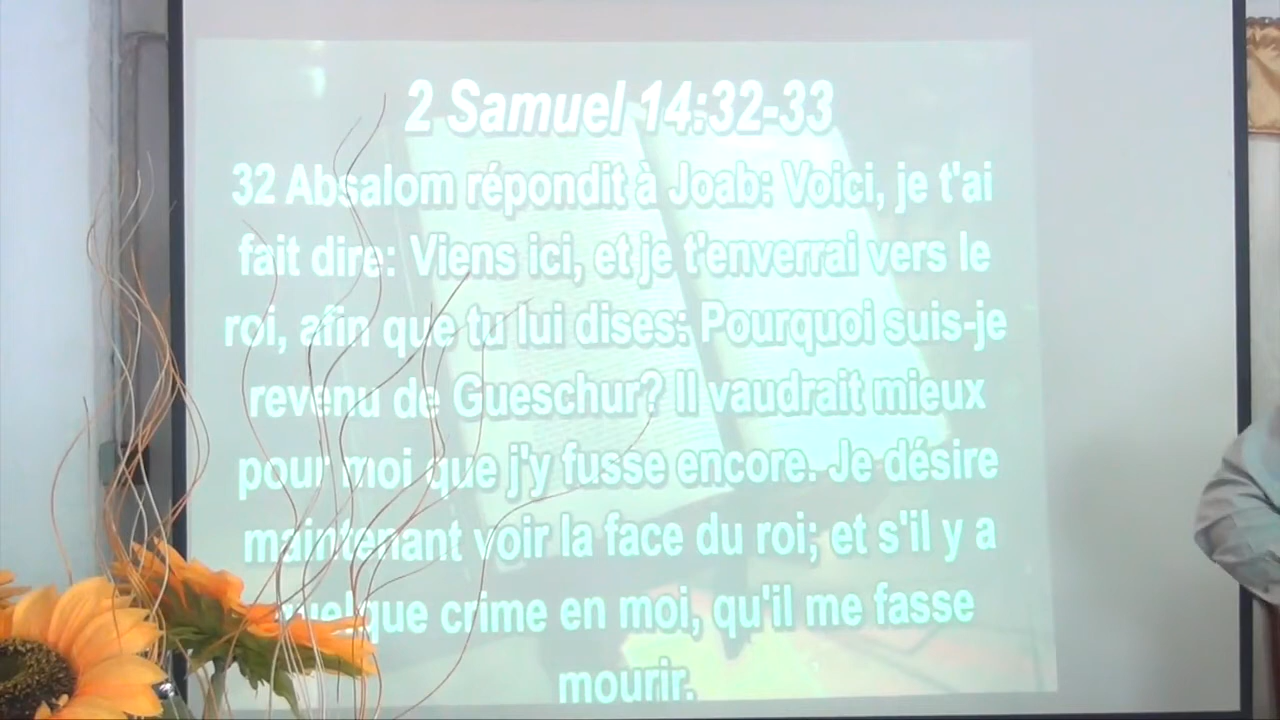 2 Samuel 14:32-33
32 Absalom répondit à Joab: Voici, je t'ai
fait dire: Viens ici, et je t'enverrai vers le
roi, afin que tu lui dises: Pourquoi suis-je
revenu de Gueschur? Il vaudrait mieux
pour moi que j'y fusse encore. Je désire
maintenant voir la face du roi; et s'il y a
quelque crime en moi, qu'il me fasse
mourir.